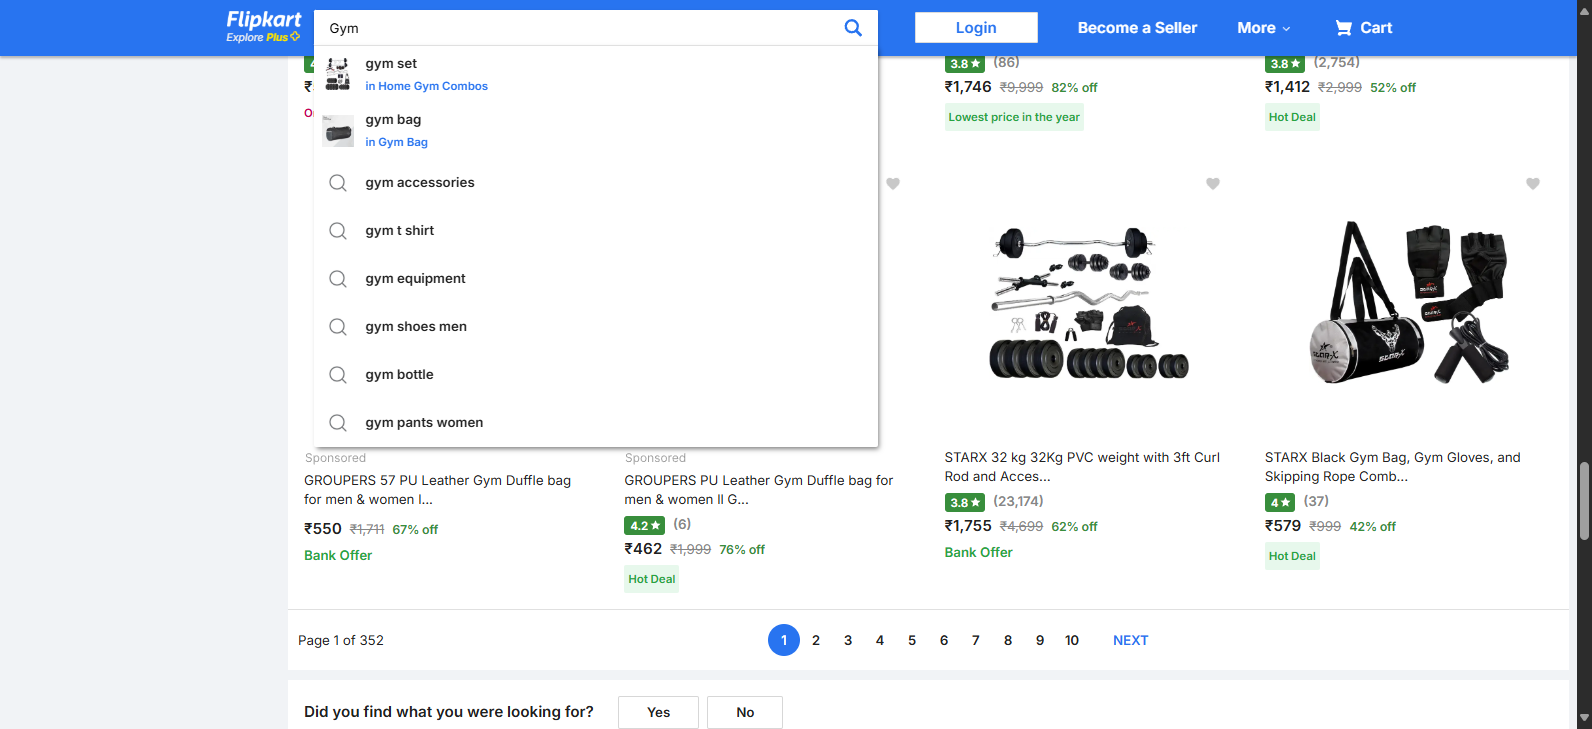 Flipkart
Explore Plus
Gym
Login
Become a Seller
More
Cart
gym set
in Home Gym Combos
gym bag
in Gym Bag
gym accessories
gym t shirt
gym equipment
gym shoes men
gym bottle
gym pants women
3.8 ★ (86)
₹1,746 ₹9,999 82% off
Lowest price in the year
3.8 ★ (2,754)
₹1,412 ₹2,999 52% off
Hot Deal
Sponsored
GROUPERS 57 PU Leather Gym Duffle bag
for men & women I...
₹550 ₹1,711 67% off
Bank Offer
Sponsored
GROUPERS PU Leather Gym Duffle bag for
men & women II G...
4.2 ★ (6)
₹462 ₹1,999 76% off
Hot Deal
STARX 32 kg 32Kg PVC weight with 3ft Curl
Rod and Acces...
3.8 ★ (23,174)
₹1,755 ₹4,699 62% off
Bank Offer
STAR-X
STAR-X
STARX Black Gym Bag, Gym Gloves, and
Skipping Rope Comb...
4 ★ (37)
₹579 ₹999 42% off
Hot Deal
Page 1 of 352
1 2 3 4 5 6 7 8 9 10 NEXT
Did you find what you were looking for?
Yes
No